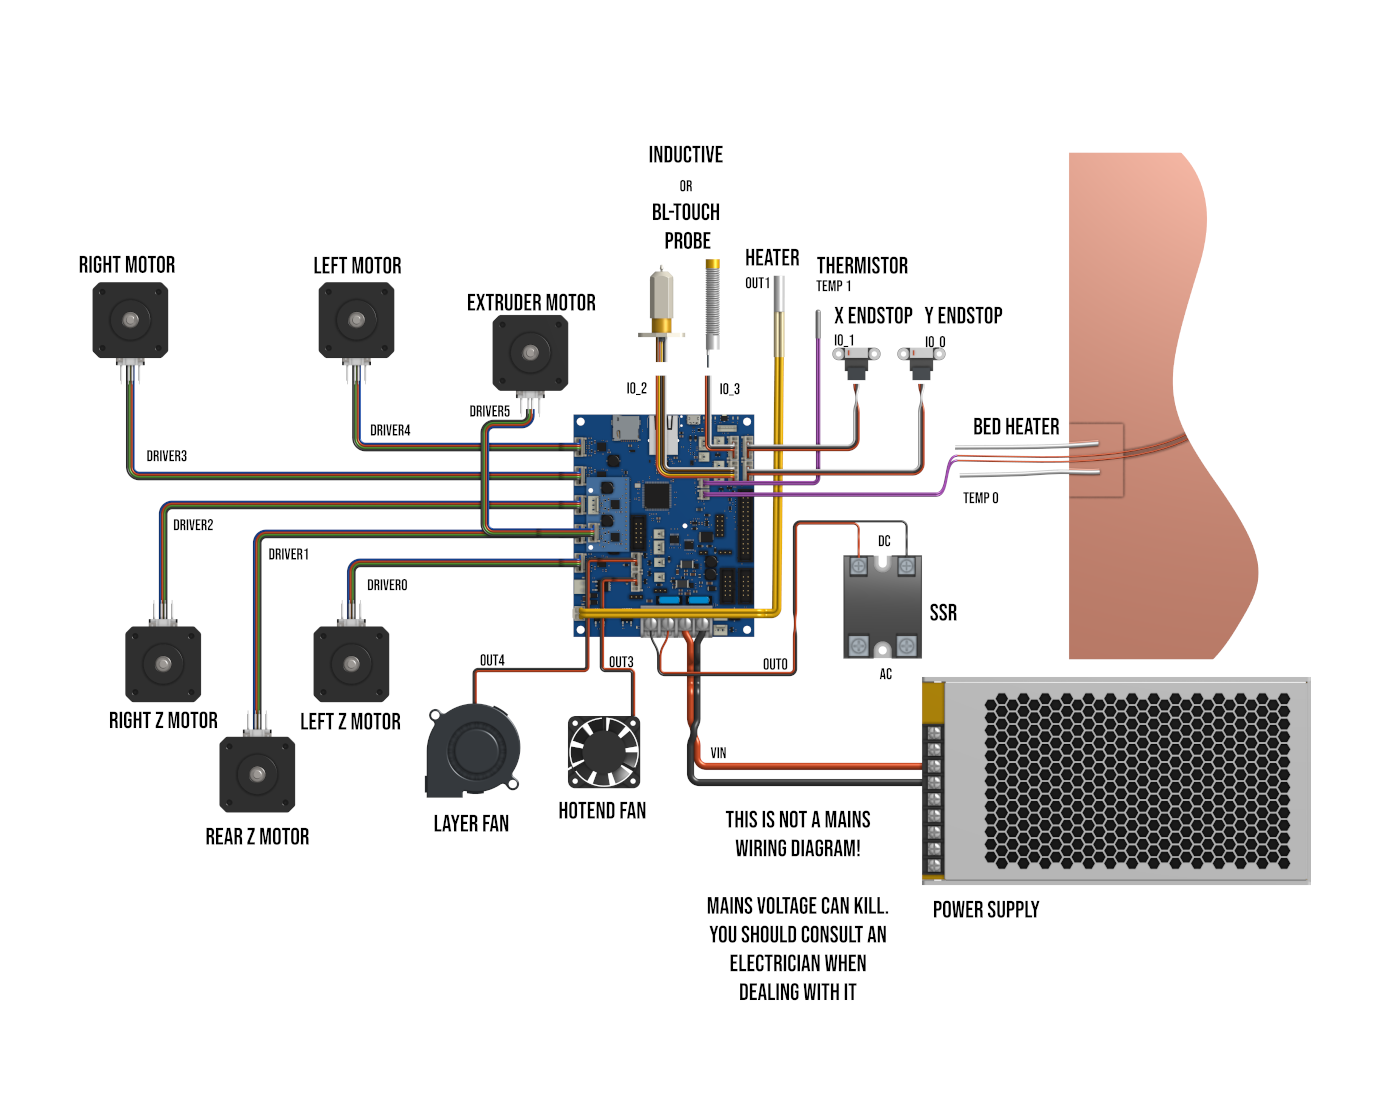 INDUCTIVE
OR
BL-TOUCH
PROBE
RIGHT MOTOR
LEFT MOTOR
EXTRUDER MOTOR
HEATER
OUT1
THERMISTOR
TEMP 1
X ENDSTOP
IO_1
Y ENDSTOP
IO_0
IO_2
IO_3
DRIVER5
DRIVER4
DRIVER3
BED HEATER
TEMP 0
DRIVER2
DRIVER1
DRIVER0
DC
SSR
AC
OUT4
OUT3
OUT0
RIGHT Z MOTOR
LEFT Z MOTOR
REAR Z MOTOR
VIN
LAYER FAN
HOTEND FAN
THIS IS NOT A MAINS
WIRING DIAGRAM!
MAINS VOLTAGE CAN KILL.
YOU SHOULD CONSULT AN
ELECTRICIAN WHEN
DEALING WITH IT
POWER SUPPLY